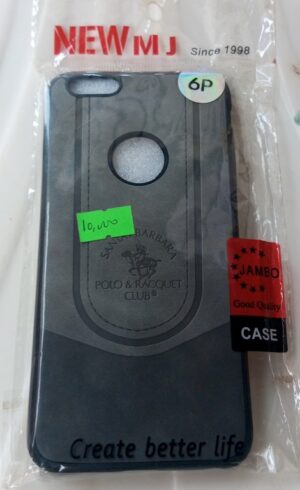 NEW MJ Since 1998
6P
10,000
SANTA BARBARA
POLO & RACQUET
CLUB®
JAMBO
Good Quality
CASE
Create better life